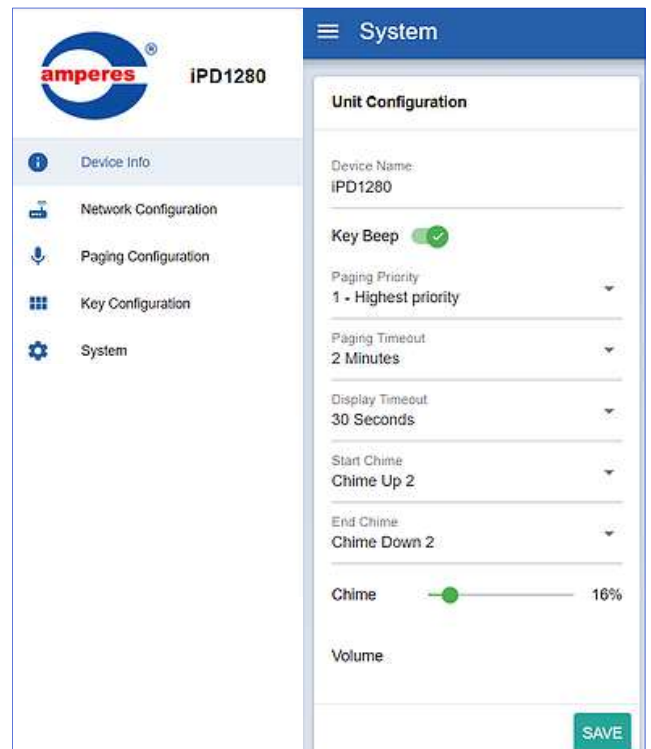 ®
amperes
iPD1280
Device Info
Network Configuration
Paging Configuration
Key Configuration
System
System
Unit Configuration
Device Name
iPD1280
Key Beep
Paging Priority
1 - Highest priority
Paging Timeout
2 Minutes
Display Timeout
30 Seconds
Start Chime
Chime Up 2
End Chime
Chime Down 2
Chime 16%
Volume
SAVE